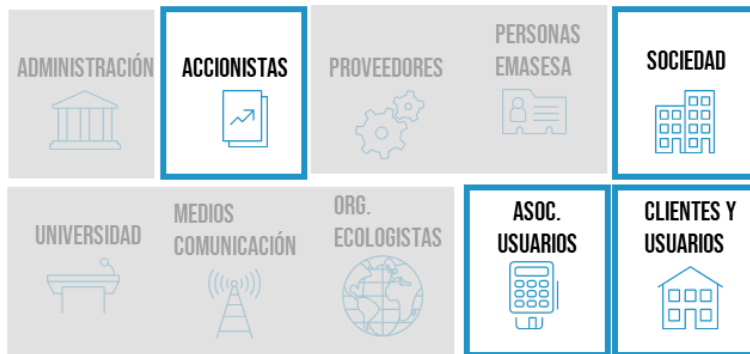 ADMINISTRACIÓN
ACCIONISTAS
PROVEEDORES
PERSONAS
EMASESA
SOCIEDAD
UNIVERSIDAD
MEDIOS
COMUNICACIÓN
ORG.
ECOLOGISTAS
ASOC.
USUARIOS
CLIENTES Y
USUARIOS